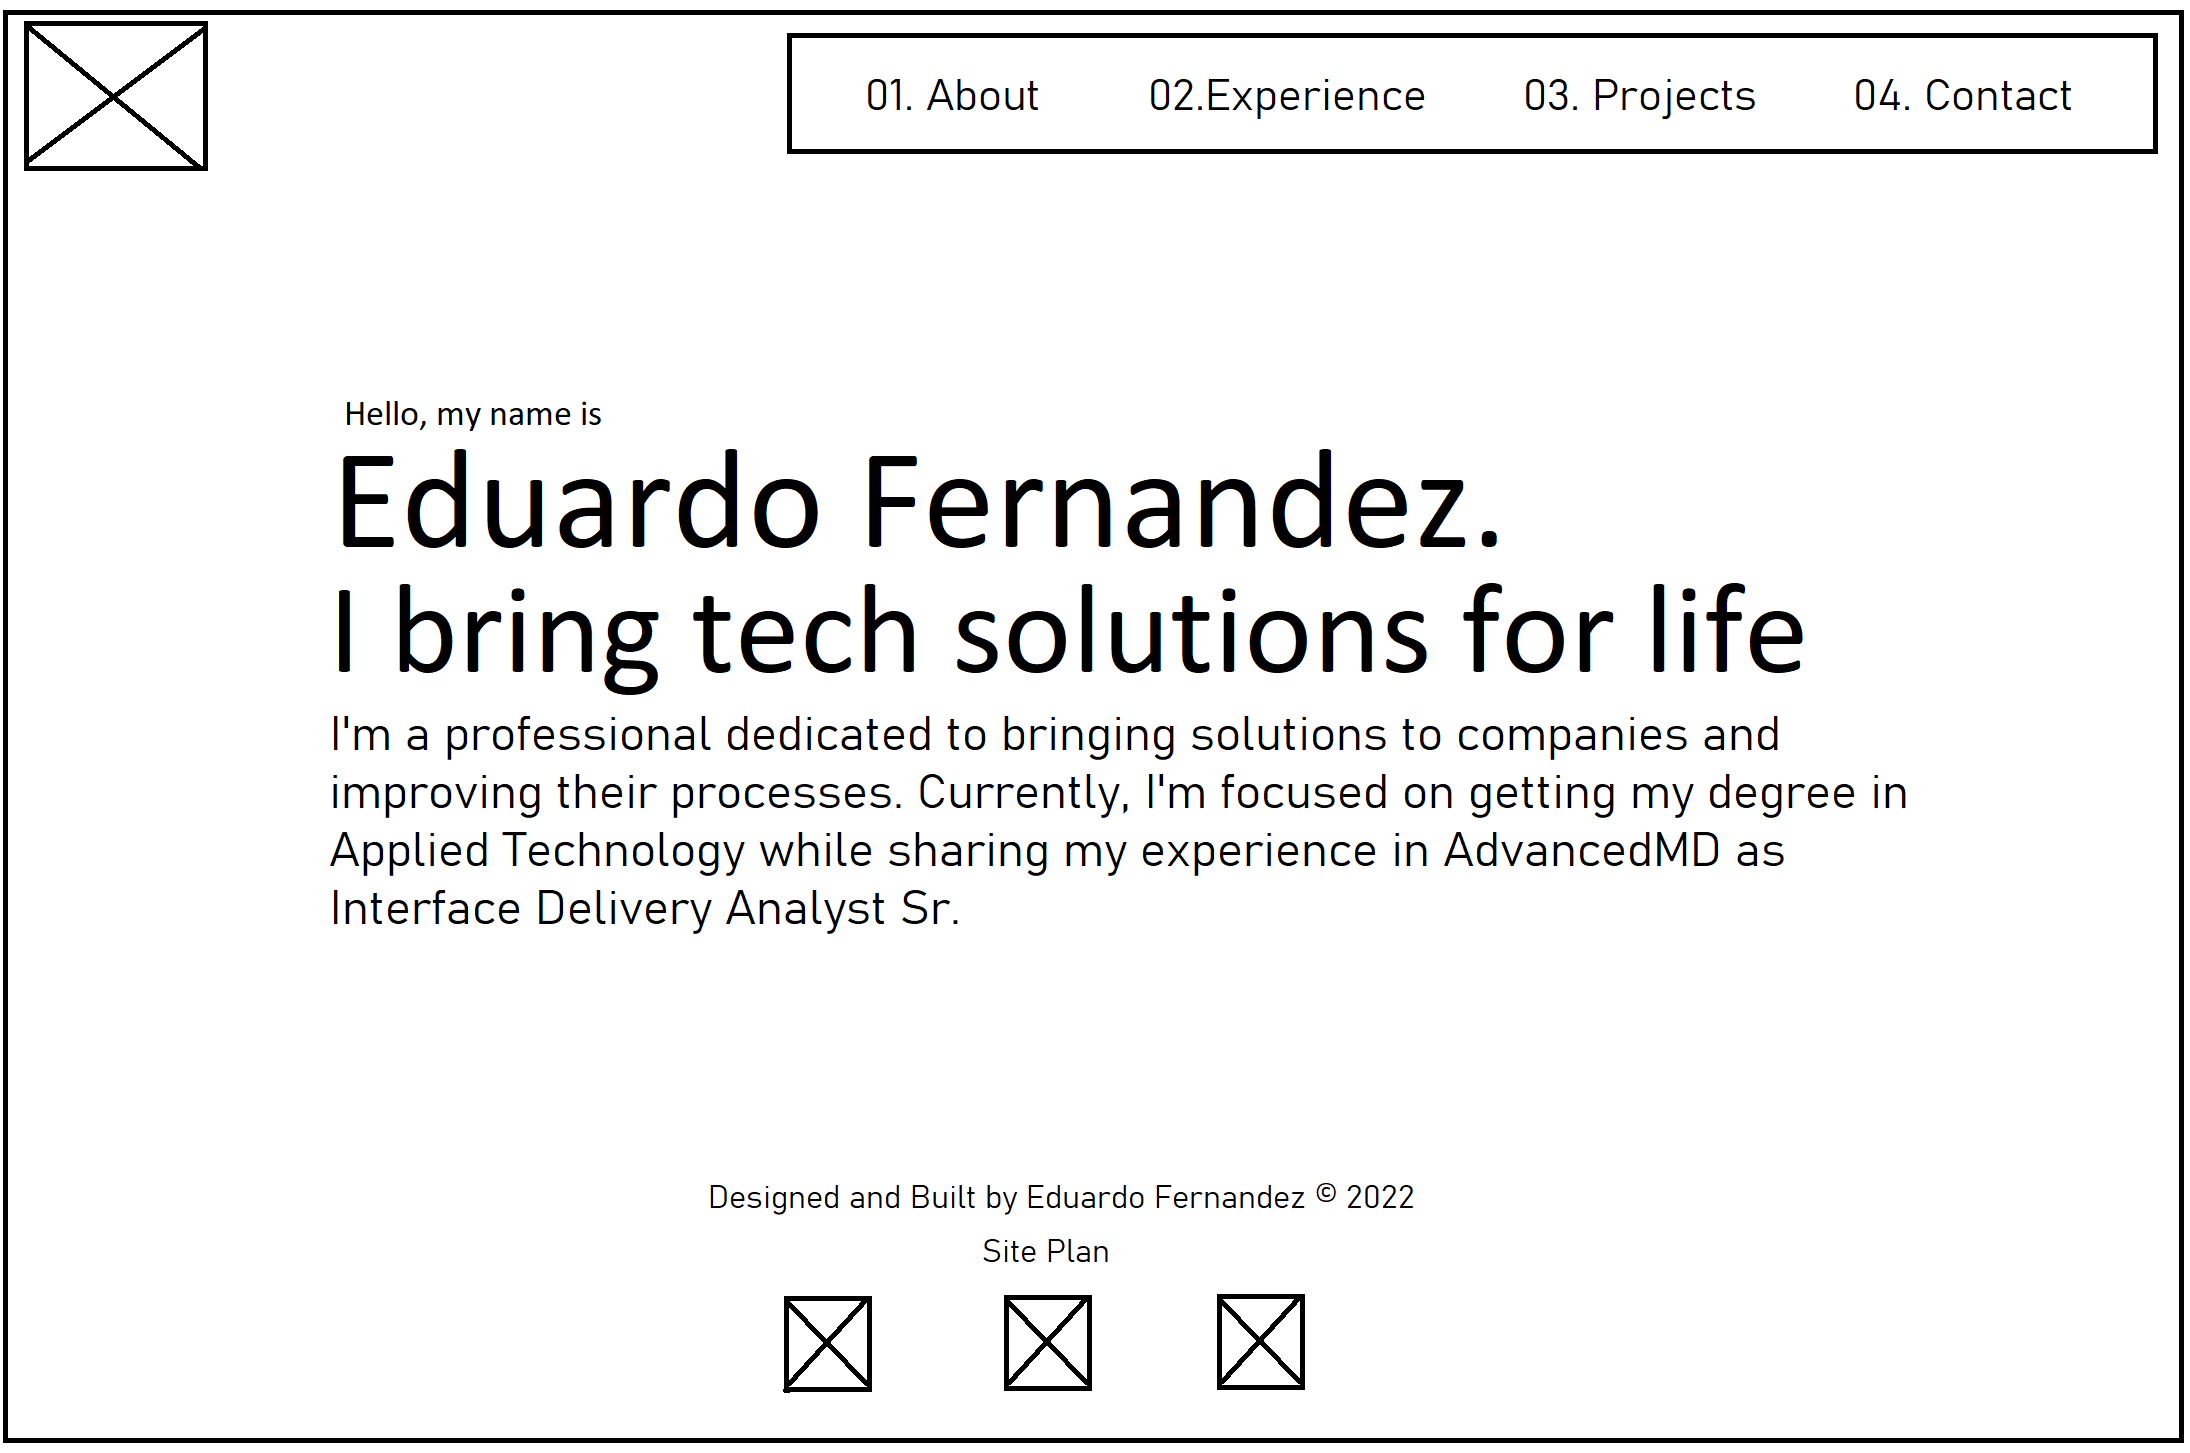 01. About 02.Experience 03. Projects 04. Contact
Hello, my name is
Eduardo Fernandez.
I bring tech solutions for life
I'm a professional dedicated to bringing solutions to companies and
improving their processes. Currently, I'm focused on getting my degree in
Applied Technology while sharing my experience in AdvancedMD as
Interface Delivery Analyst Sr.
Designed and Built by Eduardo Fernandez © 2022
Site Plan